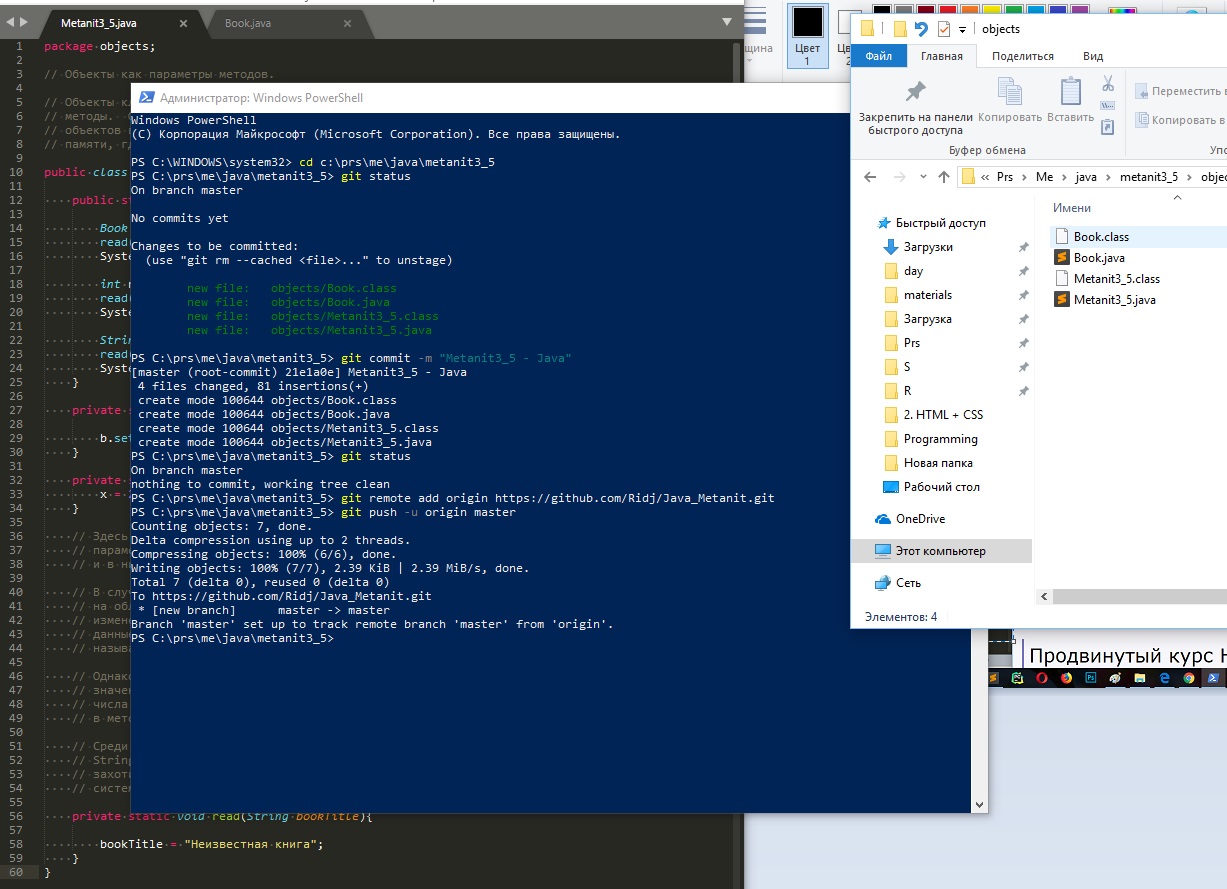 Metanit3_5.java
Book.java
1 package objects;
2
3 // Объекты как параметры методов.
4
5 // Объекты
6 // методы.
7 // объектов
8 // памяти,
9
10 public class
11
12 public
13
14 Book
15 read
16 Syste
17
18 int
19 read
20 Syste
21
22 Strin
23 read
24 Syste
25 }
26
27 private
28
29 b.set
30 }
31
32 private
33 x =
34 }
35
36 // Здесь
37 // параме
38 // и в на
39
40 // В слу
41 // на об
42 // измене
43 // данные
44 // назыв
45
46 // Однак
47 // значе
48 // числа
49 // в мето
50
51 // Среди
52 // String
53 // захот
54 // систем
55
56 private static void read(String bookTitle){
57
58 bookTitle = "Неизвестная книга";
59 }
60 }
Администратор: Windows PowerShell
Windows PowerShell
(C) Корпорация Майкрософт (Microsoft Corporation). Все права защищены.
PS C:\WINDOWS\system32> cd c:\prs\me\java\metanit3_5
PS C:\prs\me\java\metanit3_5> git status
On branch master
No commits yet
Changes to be committed:
(use "git rm --cached <file>..." to unstage)
new file: objects/Book.class
new file: objects/Book.java
new file: objects/Metanit3_5.class
new file: objects/Metanit3_5.java
PS C:\prs\me\java\metanit3_5> git commit -m "Metanit3_5 - Java"
[master (root-commit) 21e1a0e] Metanit3_5 - Java
4 files changed, 81 insertions(+)
create mode 100644 objects/Book.class
create mode 100644 objects/Book.java
create mode 100644 objects/Metanit3_5.class
create mode 100644 objects/Metanit3_5.java
PS C:\prs\me\java\metanit3_5> git status
On branch master
nothing to commit, working tree clean
PS C:\prs\me\java\metanit3_5> git remote add origin https://github.com/Ridj/Java_Metanit.git
PS C:\prs\me\java\metanit3_5> git push -u origin master
Counting objects: 7, done.
Delta compression using up to 2 threads.
Compressing objects: 100% (6/6), done.
Writing objects: 100% (7/7), 2.39 KiB | 2.39 MiB/s, done.
Total 7 (delta 0), reused 0 (delta 0)
To https://github.com/Ridj/Java_Metanit.git
* [new branch] master -> master
Branch 'master' set up to track remote branch 'master' from 'origin'.
PS C:\prs\me\java\metanit3_5>
щина
Цвет
1
Цв
2
objects
Файл Главная Поделиться Вид
Закрепить на панели
быстрого доступа
Копировать
Вставить
Переместить в
Копировать в
Буфер обмена
Упо
« Prs > Me > java > metanit3_5 > objec
Быстрый доступ
Загрузки
day
materials
Загрузка
Prs
S
R
2. HTML + CSS
Programming
Новая папка
Рабочий стол
OneDrive
Этот компьютер
Сеть
Имени
Book.class
Book.java
Metanit3_5.class
Metanit3_5.java
Элементов: 4
Продвинутый курс